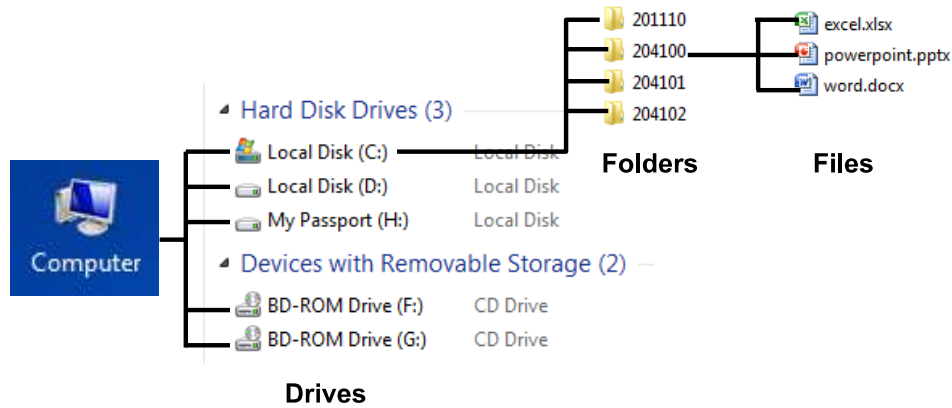 201110
204100
204101
204102
Folders
excel.xlsx
powerpoint.pptx
word.docx
Files
Hard Disk Drives (3)
Local Disk (C:) Local Disk
Local Disk (D:) Local Disk
My Passport (H:) Local Disk
Computer
Devices with Removable Storage (2)
BD-ROM Drive (F:) CD Drive
BD-ROM Drive (G:) CD Drive
Drives